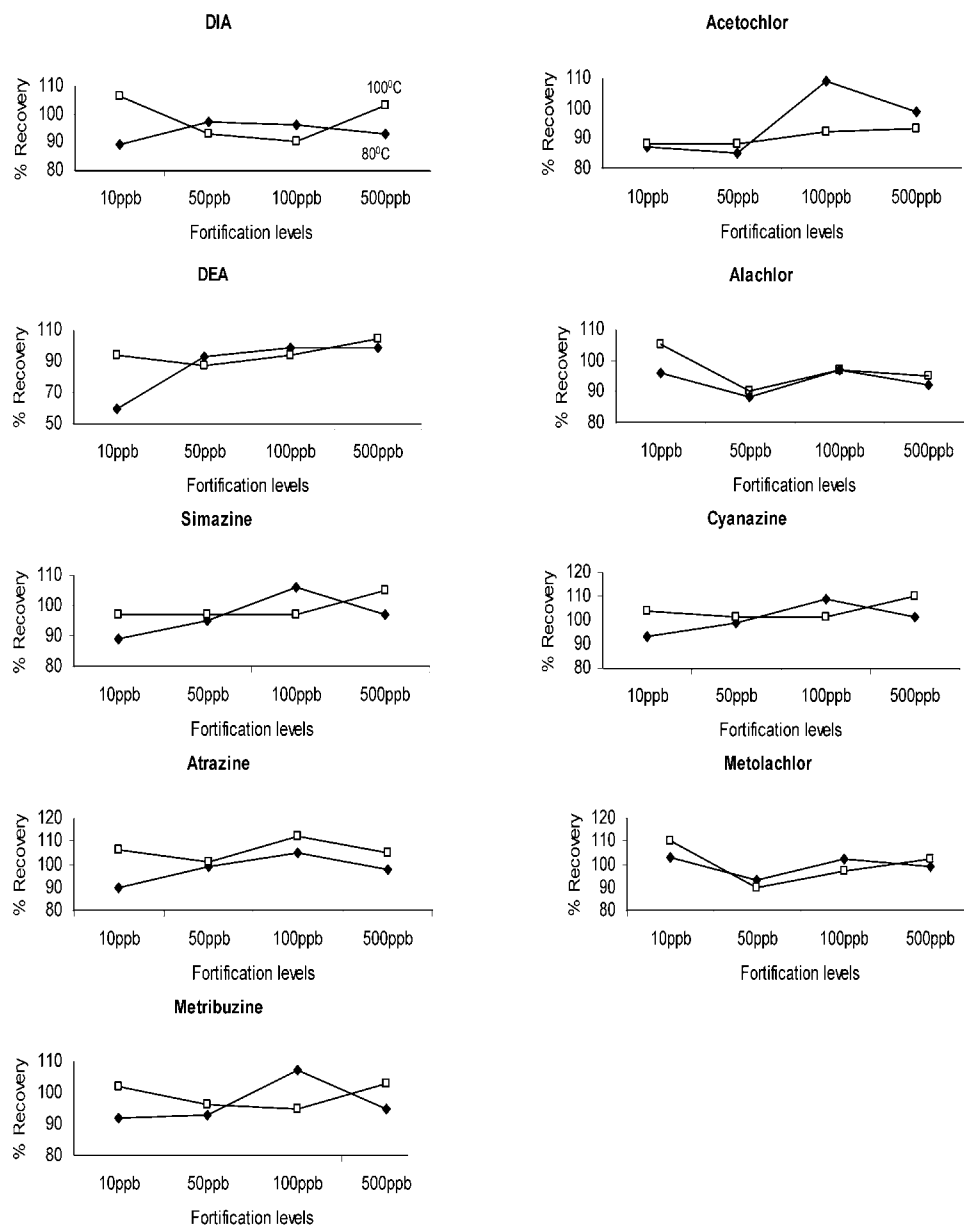 DIA
% Recovery
110
100
90
80
100⁰C
80⁰C
10ppb 50ppb 100ppb 500ppb
Fortification levels
Acetochlor
% Recovery
110
100
90
80
10ppb 50ppb 100ppb 500ppb
Fortification levels
DEA
% Recovery
110
90
70
50
10ppb 50ppb 100ppb 500ppb
Fortification levels
Alachlor
% Recovery
110
100
90
80
10ppb 50ppb 100ppb 500ppb
Fortification levels
Simazine
% Recovery
110
100
90
80
10ppb 50ppb 100ppb 500ppb
Fortification levels
Cyanazine
% Recovery
120
110
100
90
80
10ppb 50ppb 100ppb 500ppb
Fortification levels
Atrazine
% Recovery
120
110
100
90
80
10ppb 50ppb 100ppb 500ppb
Fortification levels
Metolachlor
% Recovery
120
110
100
90
80
10ppb 50ppb 100ppb 500ppb
Fortification levels
Metribuzine
% Recovery
110
100
90
80
10ppb 50ppb 100ppb 500ppb
Fortification levels